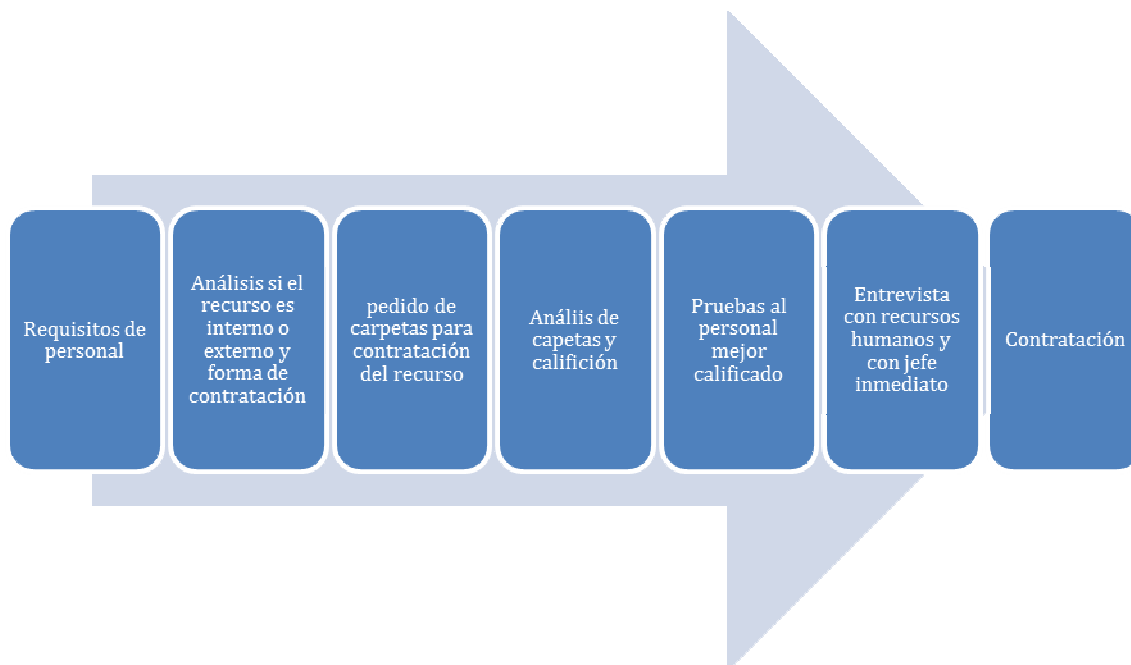 Requisitos de
personal
Análisis si el
recurso es
interno o
externo y
forma de
contratación
pedido de
carpetas para
contratación
del recurso
Análiis de
capetas y
califición
Pruebas al
personal
mejor
calificado
Entrevista
con recursos
humanos y
con jefe
inmediato
Contratación